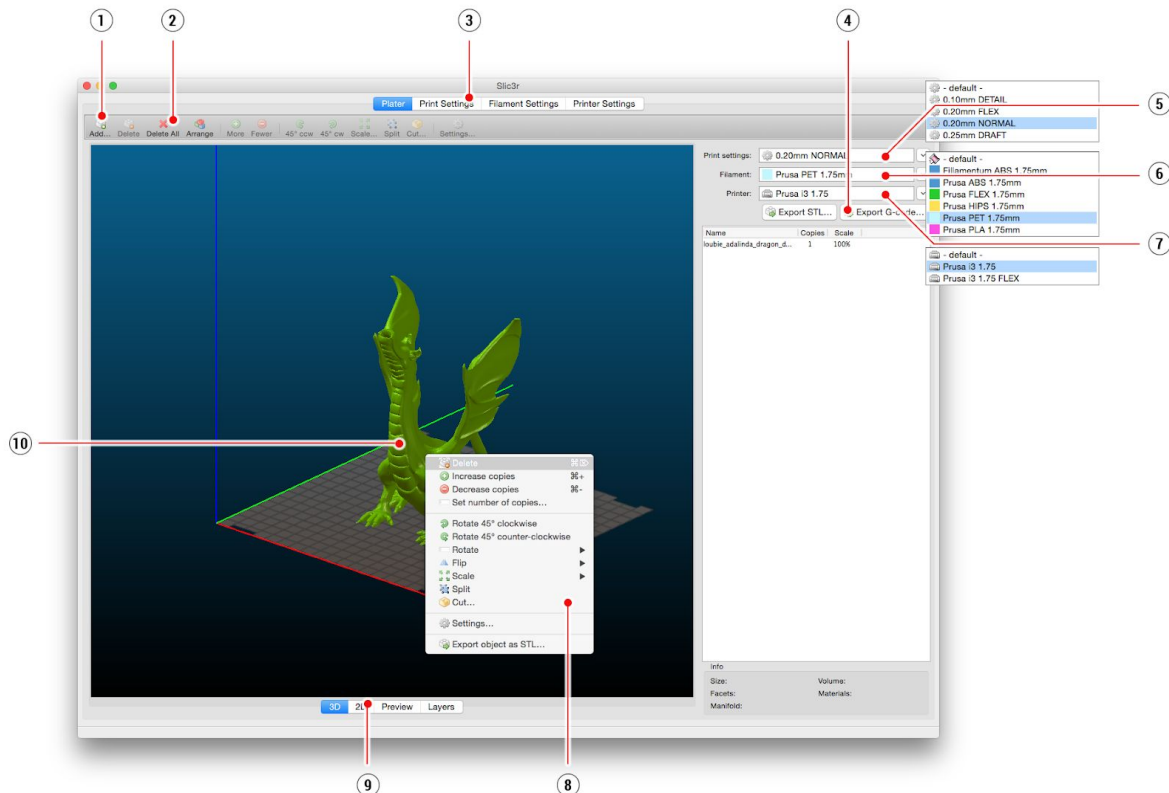 1 2 3 4
Slic3r
Plater Print Settings Filament Settings Printer Settings
Add... Delete Delete All Arrange More Fewer 45° ccw 45° cw Scale... Split Cut... Settings...
- default -
0.10mm DETAIL
0.20mm FLEX
0.20mm NORMAL
0.25mm DRAFT
5
Print settings: 0.20mm NORMAL
Filament: Prusa PET 1.75mm
Printer: Prusa i3 1.75
Export STL... Export G-code...
- default -
Fillamentum ABS 1.75mm
Prusa ABS 1.75mm
Prusa FLEX 1.75mm
Prusa HIPS 1.75mm
Prusa PET 1.75mm
Prusa PLA 1.75mm
6
7
- default -
Prusa i3 1.75
Prusa i3 1.75 FLEX
Name Copies Scale
loubie_adalinda_dragon_d... 1 100%
10
Delete ⌘⌦
Increase copies ⌘+
Decrease copies ⌘-
Set number of copies...
Rotate 45° clockwise
Rotate 45° counter-clockwise
Rotate
Flip
Scale
Split
Cut...
Settings...
Export object as STL...
Info
Size: Volume:
Facets: Materials:
Manifold:
3D 2D Preview Layers
9 8